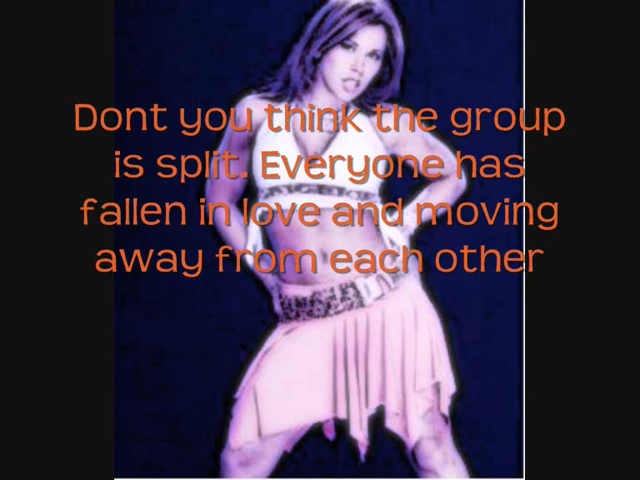 Dont you think the group
is split. Everyone has
fallen in love and moving
away from each other